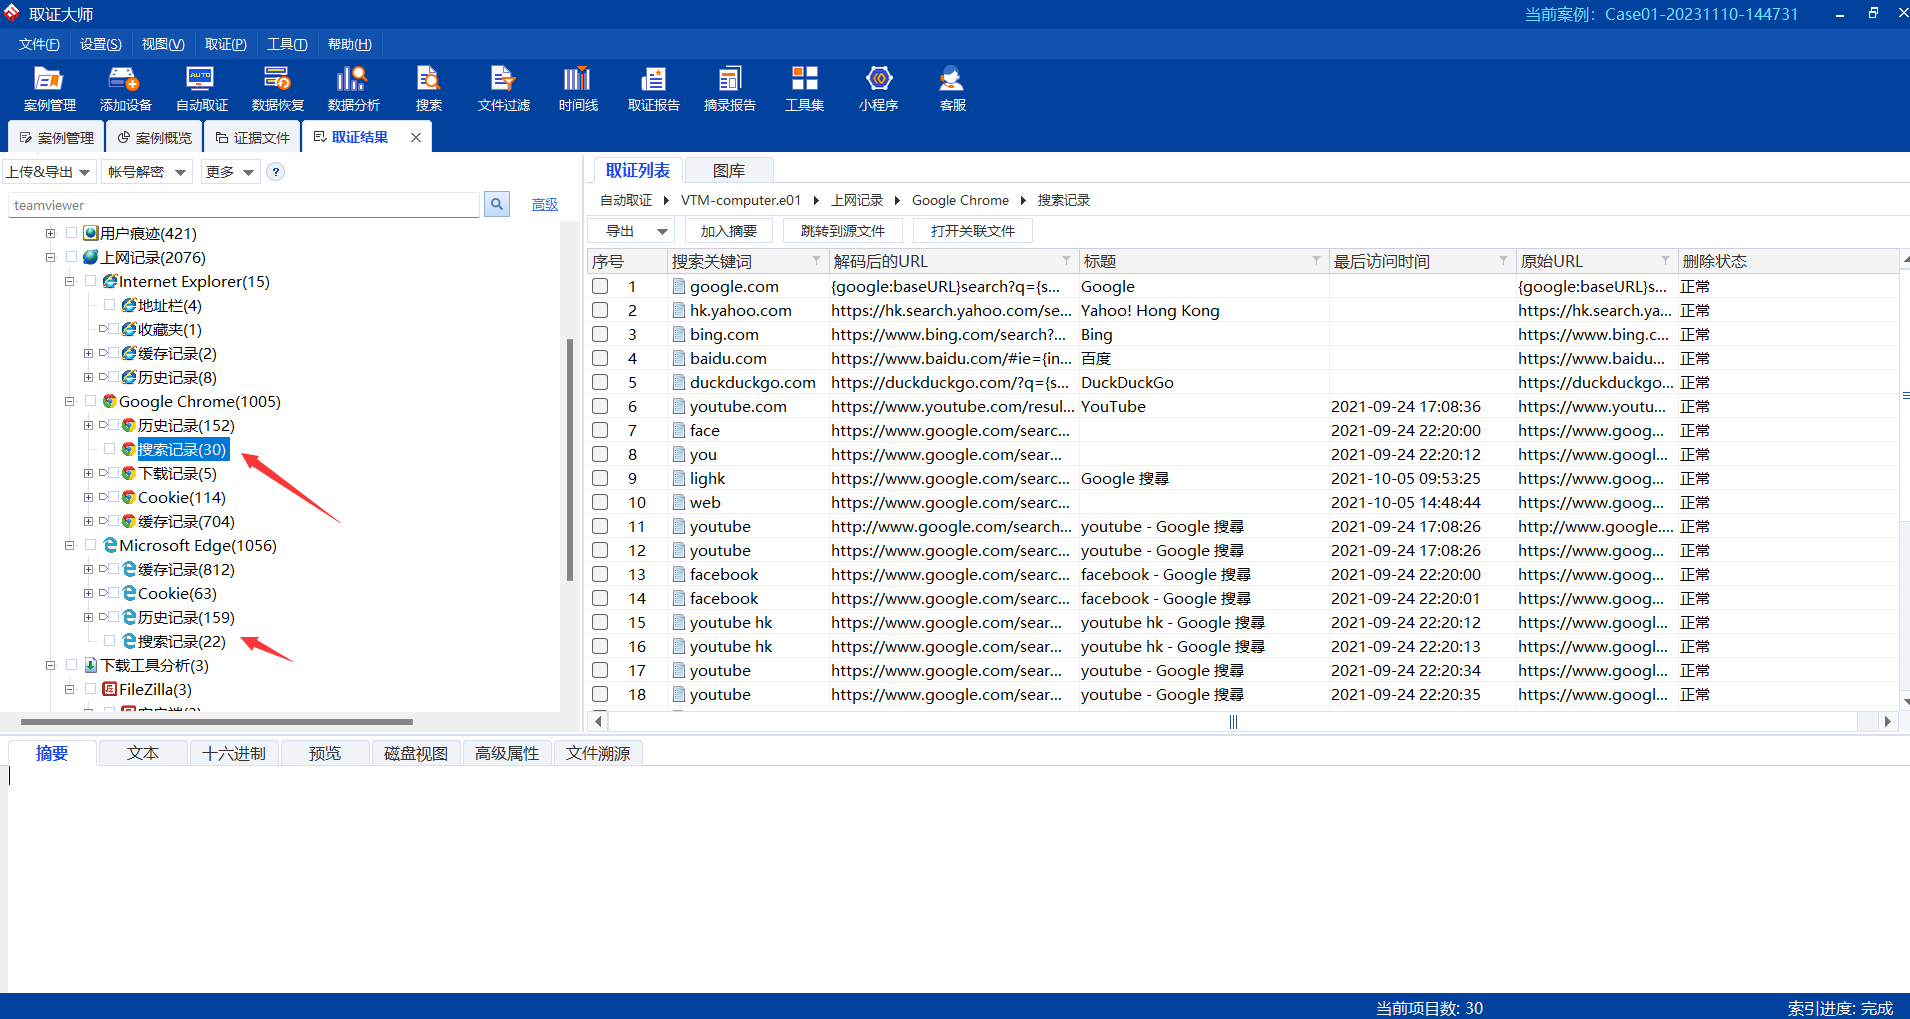 取证大师
当前案例: Case01-20231110-144731
文件(F) 设置(S) 视图(V) 取证(P) 工具(T) 帮助(H)
AUTO
案例管理 添加设备 自动取证 数据恢复 数据分析 搜索 文件过滤 时间线 取证报告 摘录报告 工具集 小程序 客服
案例管理 案例概览 证据文件 取证结果
上传&导出 帐号解密 更多 ?
teamviewer 高级
用户痕迹(421)
上网记录(2076)
Internet Explorer(15)
地址栏(4)
收藏夹(1)
缓存记录(2)
历史记录(8)
Google Chrome(1005)
历史记录(152)
搜索记录(30)
下载记录(5)
Cookie(114)
缓存记录(704)
Microsoft Edge(1056)
缓存记录(812)
Cookie(63)
历史记录(159)
搜索记录(22)
下载工具分析(3)
FileZilla(3)
取证列表 图库
自动取证 VTM-computer.e01 上网记录 Google Chrome 搜索记录
导出 加入摘要 跳转到源文件 打开关联文件
序号 搜索关键词 解码后的URL 标题 最后访问时间 原始URL 删除状态
1 google.com {google:baseURL}search?q={s... Google {google:baseURL}s... 正常
2 hk.yahoo.com https://hk.search.yahoo.com/se... Yahoo! Hong Kong https://hk.search.ya... 正常
3 bing.com https://www.bing.com/search?... Bing https://www.bing.c... 正常
4 baidu.com https://www.baidu.com/#ie={in... 百度 https://www.baidu... 正常
5 duckduckgo.com https://duckduckgo.com/?q={s... DuckDuckGo https://duckduckgo... 正常
6 youtube.com https://www.youtube.com/resul... YouTube 2021-09-24 17:08:36 https://www.youtu... 正常
7 face https://www.google.com/searc... 2021-09-24 22:20:00 https://www.goog... 正常
8 you https://www.google.com/sear... 2021-09-24 22:20:12 https://www.googl... 正常
9 lighk https://www.google.com/searc... Google 搜尋 2021-10-05 09:53:25 https://www.goog... 正常
10 web https://www.google.com/searc... 2021-10-05 14:48:44 https://www.goog... 正常
11 youtube http://www.google.com/search... youtube - Google 搜尋 2021-09-24 17:08:26 http://www.google.... 正常
12 youtube https://www.google.com/searc... youtube - Google 搜尋 2021-09-24 17:08:26 https://www.goog... 正常
13 facebook https://www.google.com/searc... facebook - Google 搜尋 2021-09-24 22:20:00 https://www.goog... 正常
14 facebook https://www.google.com/searc... facebook - Google 搜尋 2021-09-24 22:20:01 https://www.goog... 正常
15 youtube hk https://www.google.com/sear... youtube hk - Google 搜尋 2021-09-24 22:20:12 https://www.googl... 正常
16 youtube hk https://www.google.com/sear... youtube hk - Google 搜尋 2021-09-24 22:20:13 https://www.googl... 正常
17 youtube https://www.google.com/sear... youtube - Google 搜尋 2021-09-24 22:20:34 https://www.googl... 正常
18 youtube https://www.google.com/sear... youtube - Google 搜尋 2021-09-24 22:20:35 https://www.googl... 正常
摘要 文本 十六进制 预览 磁盘视图 高级属性 文件溯源
当前项目数: 30 索引进度: 完成